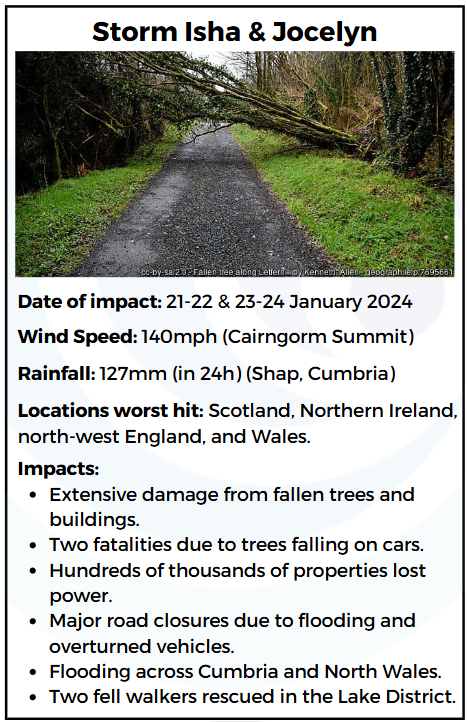 Storm Isha & Jocelyn
cc-by-sa/2.0 - Fallen tree along Lettern... by Kenneth Allen - geograph.ie/p/7695661
Date of impact: 21-22 & 23-24 January 2024
Wind Speed: 140mph (Cairngorm Summit)
Rainfall: 127mm (in 24h) (Shap, Cumbria)
Locations worst hit: Scotland, Northern Ireland,
north-west England, and Wales.
Impacts:
• Extensive damage from fallen trees and
buildings.
• Two fatalities due to trees falling on cars.
• Hundreds of thousands of properties lost
power.
• Major road closures due to flooding and
overturned vehicles.
• Flooding across Cumbria and North Wales.
• Two fell walkers rescued in the Lake District.